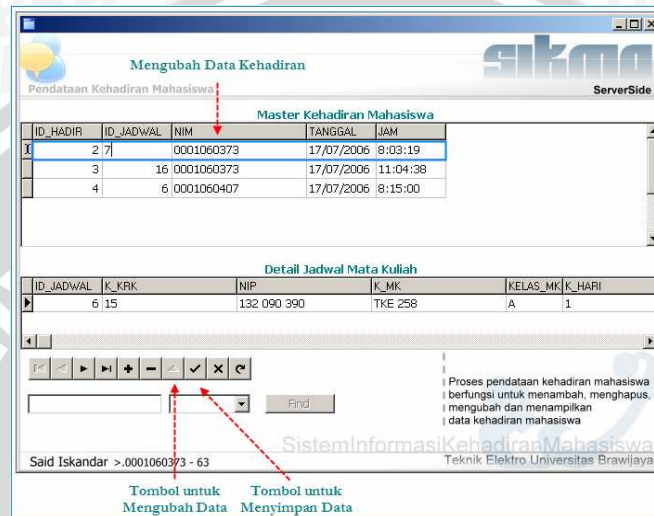 Mengubah Data Kehadiran
sikma
Pendataan Kehadiran Mahasiswa
ServerSide
Master Kehadiran Mahasiswa
ID_HADIR ID_JADWAL NIM TANGGAL JAM
2 7 0001060373 17/07/2006 8:03:19
3 16 0001060373 17/07/2006 11:04:38
4 6 0001060407 17/07/2006 8:15:00
Detail Jadwal Mata Kuliah
ID_JADWAL K_KRK NIP K_MK KELAS_MK K_HARI
6 15 132 090 390 TKE 258 A 1
Find
Proses pendataan kehadiran mahasiswa
berfungsi untuk menambah, menghapus,
mengubah dan menampilkan
data kehadiran mahasiswa
SistemInformasiKehadiranMahasiswa
Said Iskandar >.0001060373 - 63
Teknik Elektro Universitas Brawijaya
Tombol untuk Mengubah Data
Tombol untuk Menyimpan Data